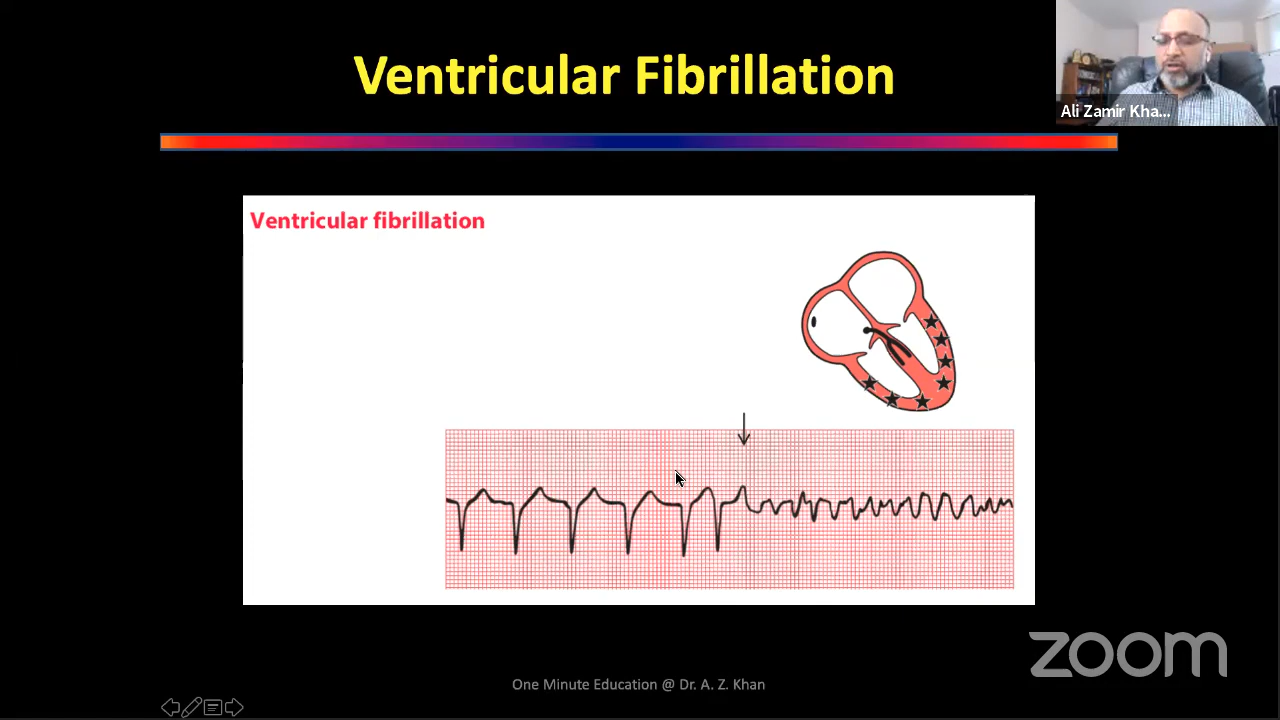 Ventricular Fibrillation
Ali Zamir Kha...
Ventricular fibrillation
zoom
One Minute Education @ Dr. A. Z. Khan